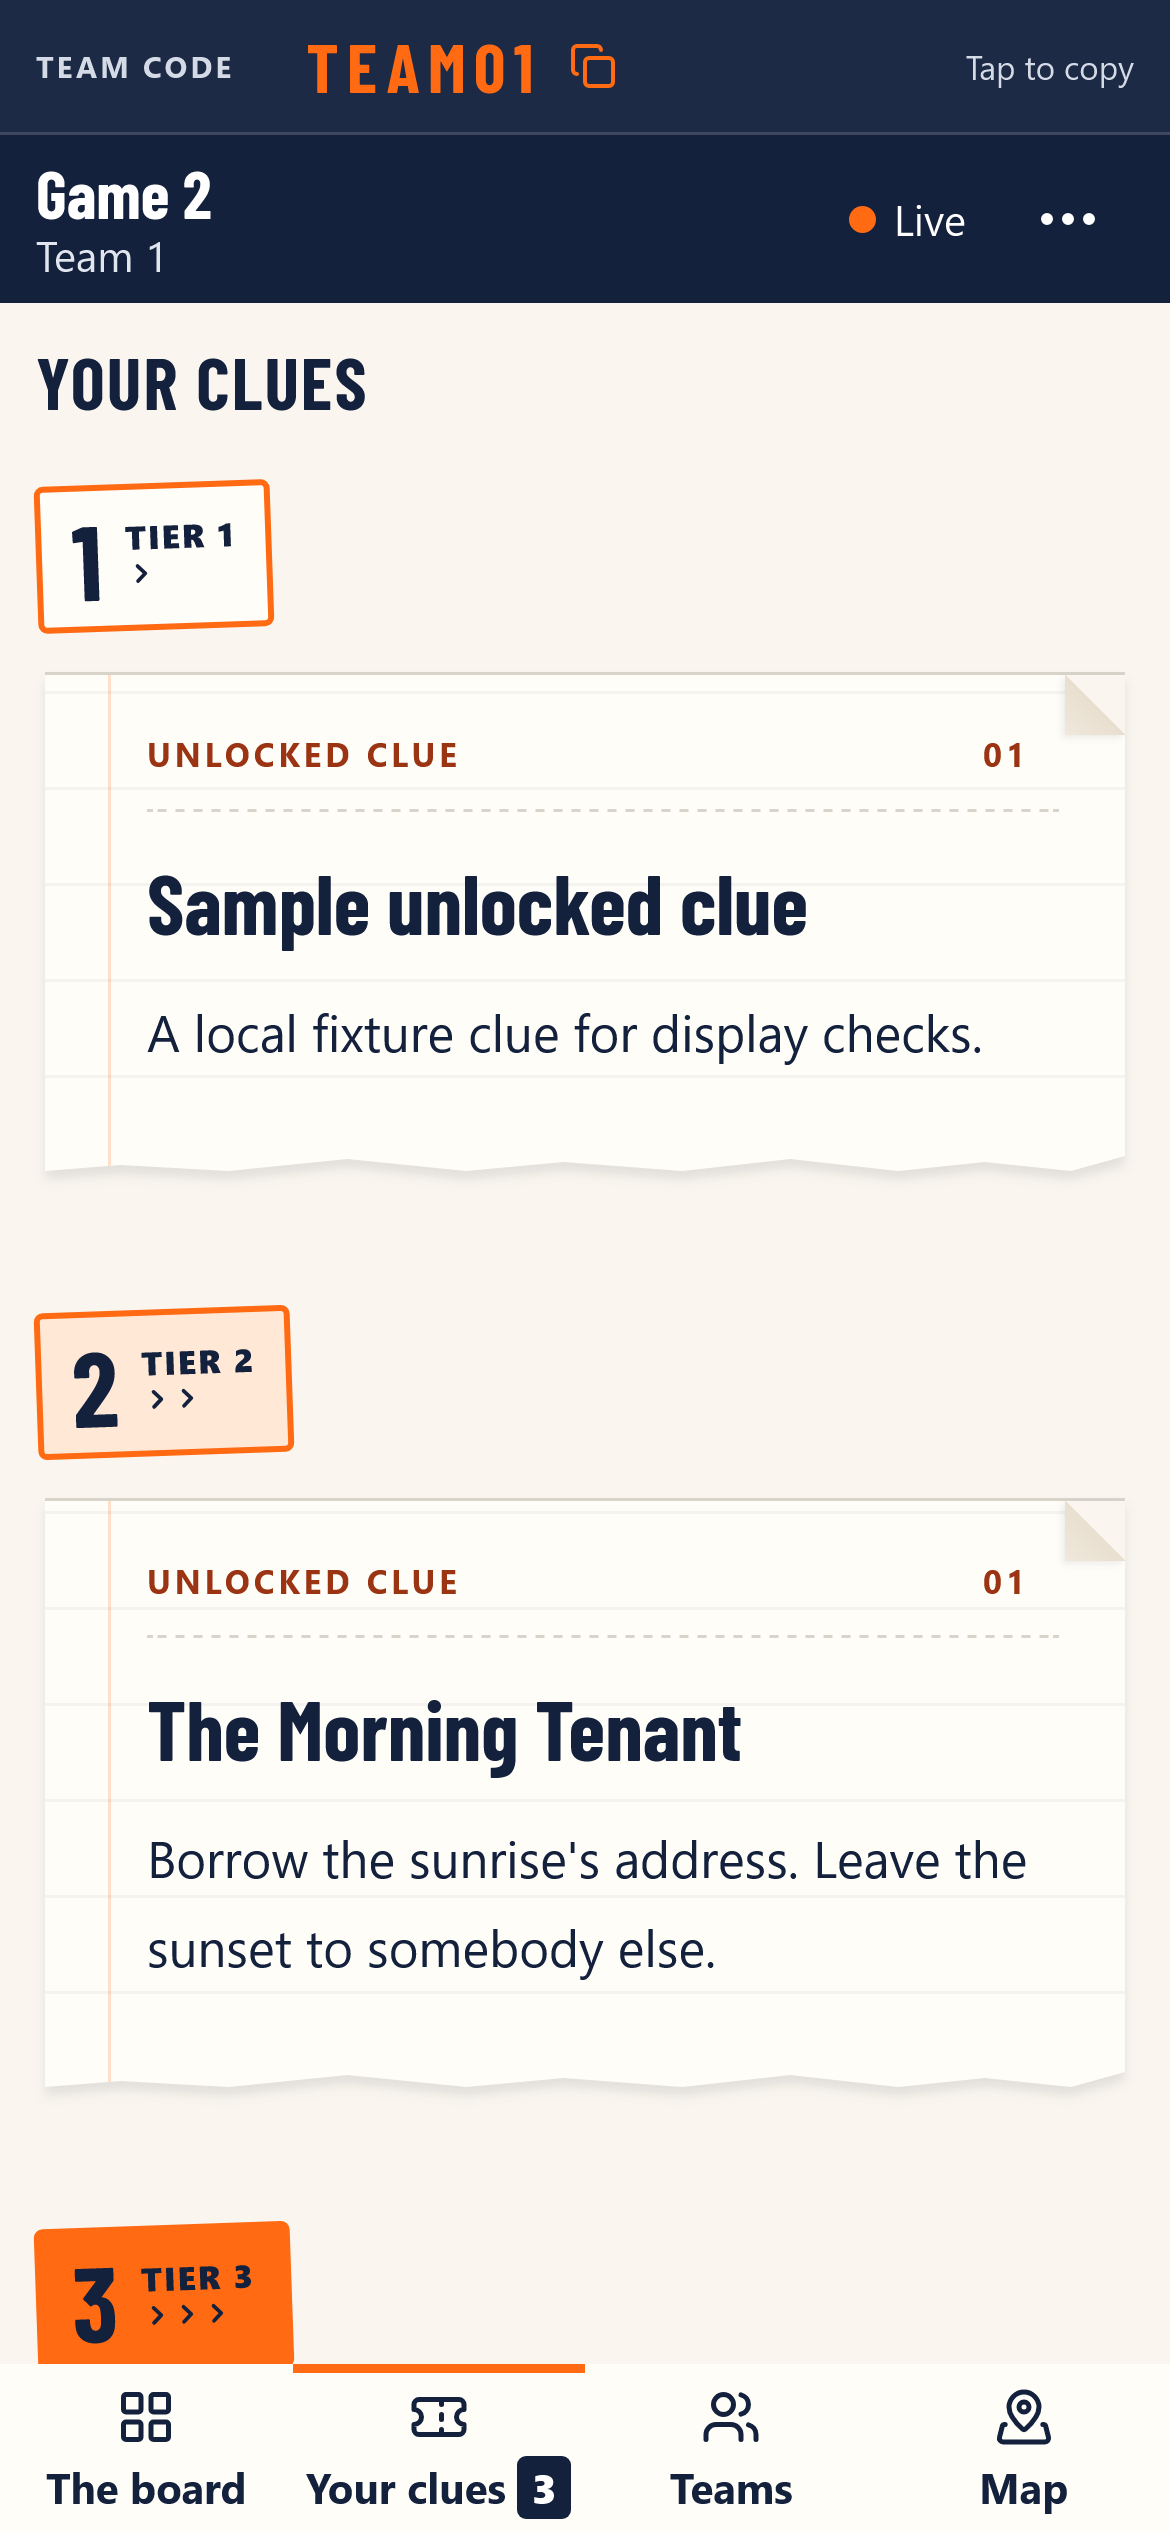 TEAM CODE TEAM01 Tap to copy
Game 2
Team 1
Live
YOUR CLUES
1 TIER 1
UNLOCKED CLUE 01
Sample unlocked clue
A local fixture clue for display checks.
2 TIER 2
UNLOCKED CLUE 01
The Morning Tenant
Borrow the sunrise's address. Leave the
sunset to somebody else.
3 TIER 3
The board Your clues 3 Teams Map